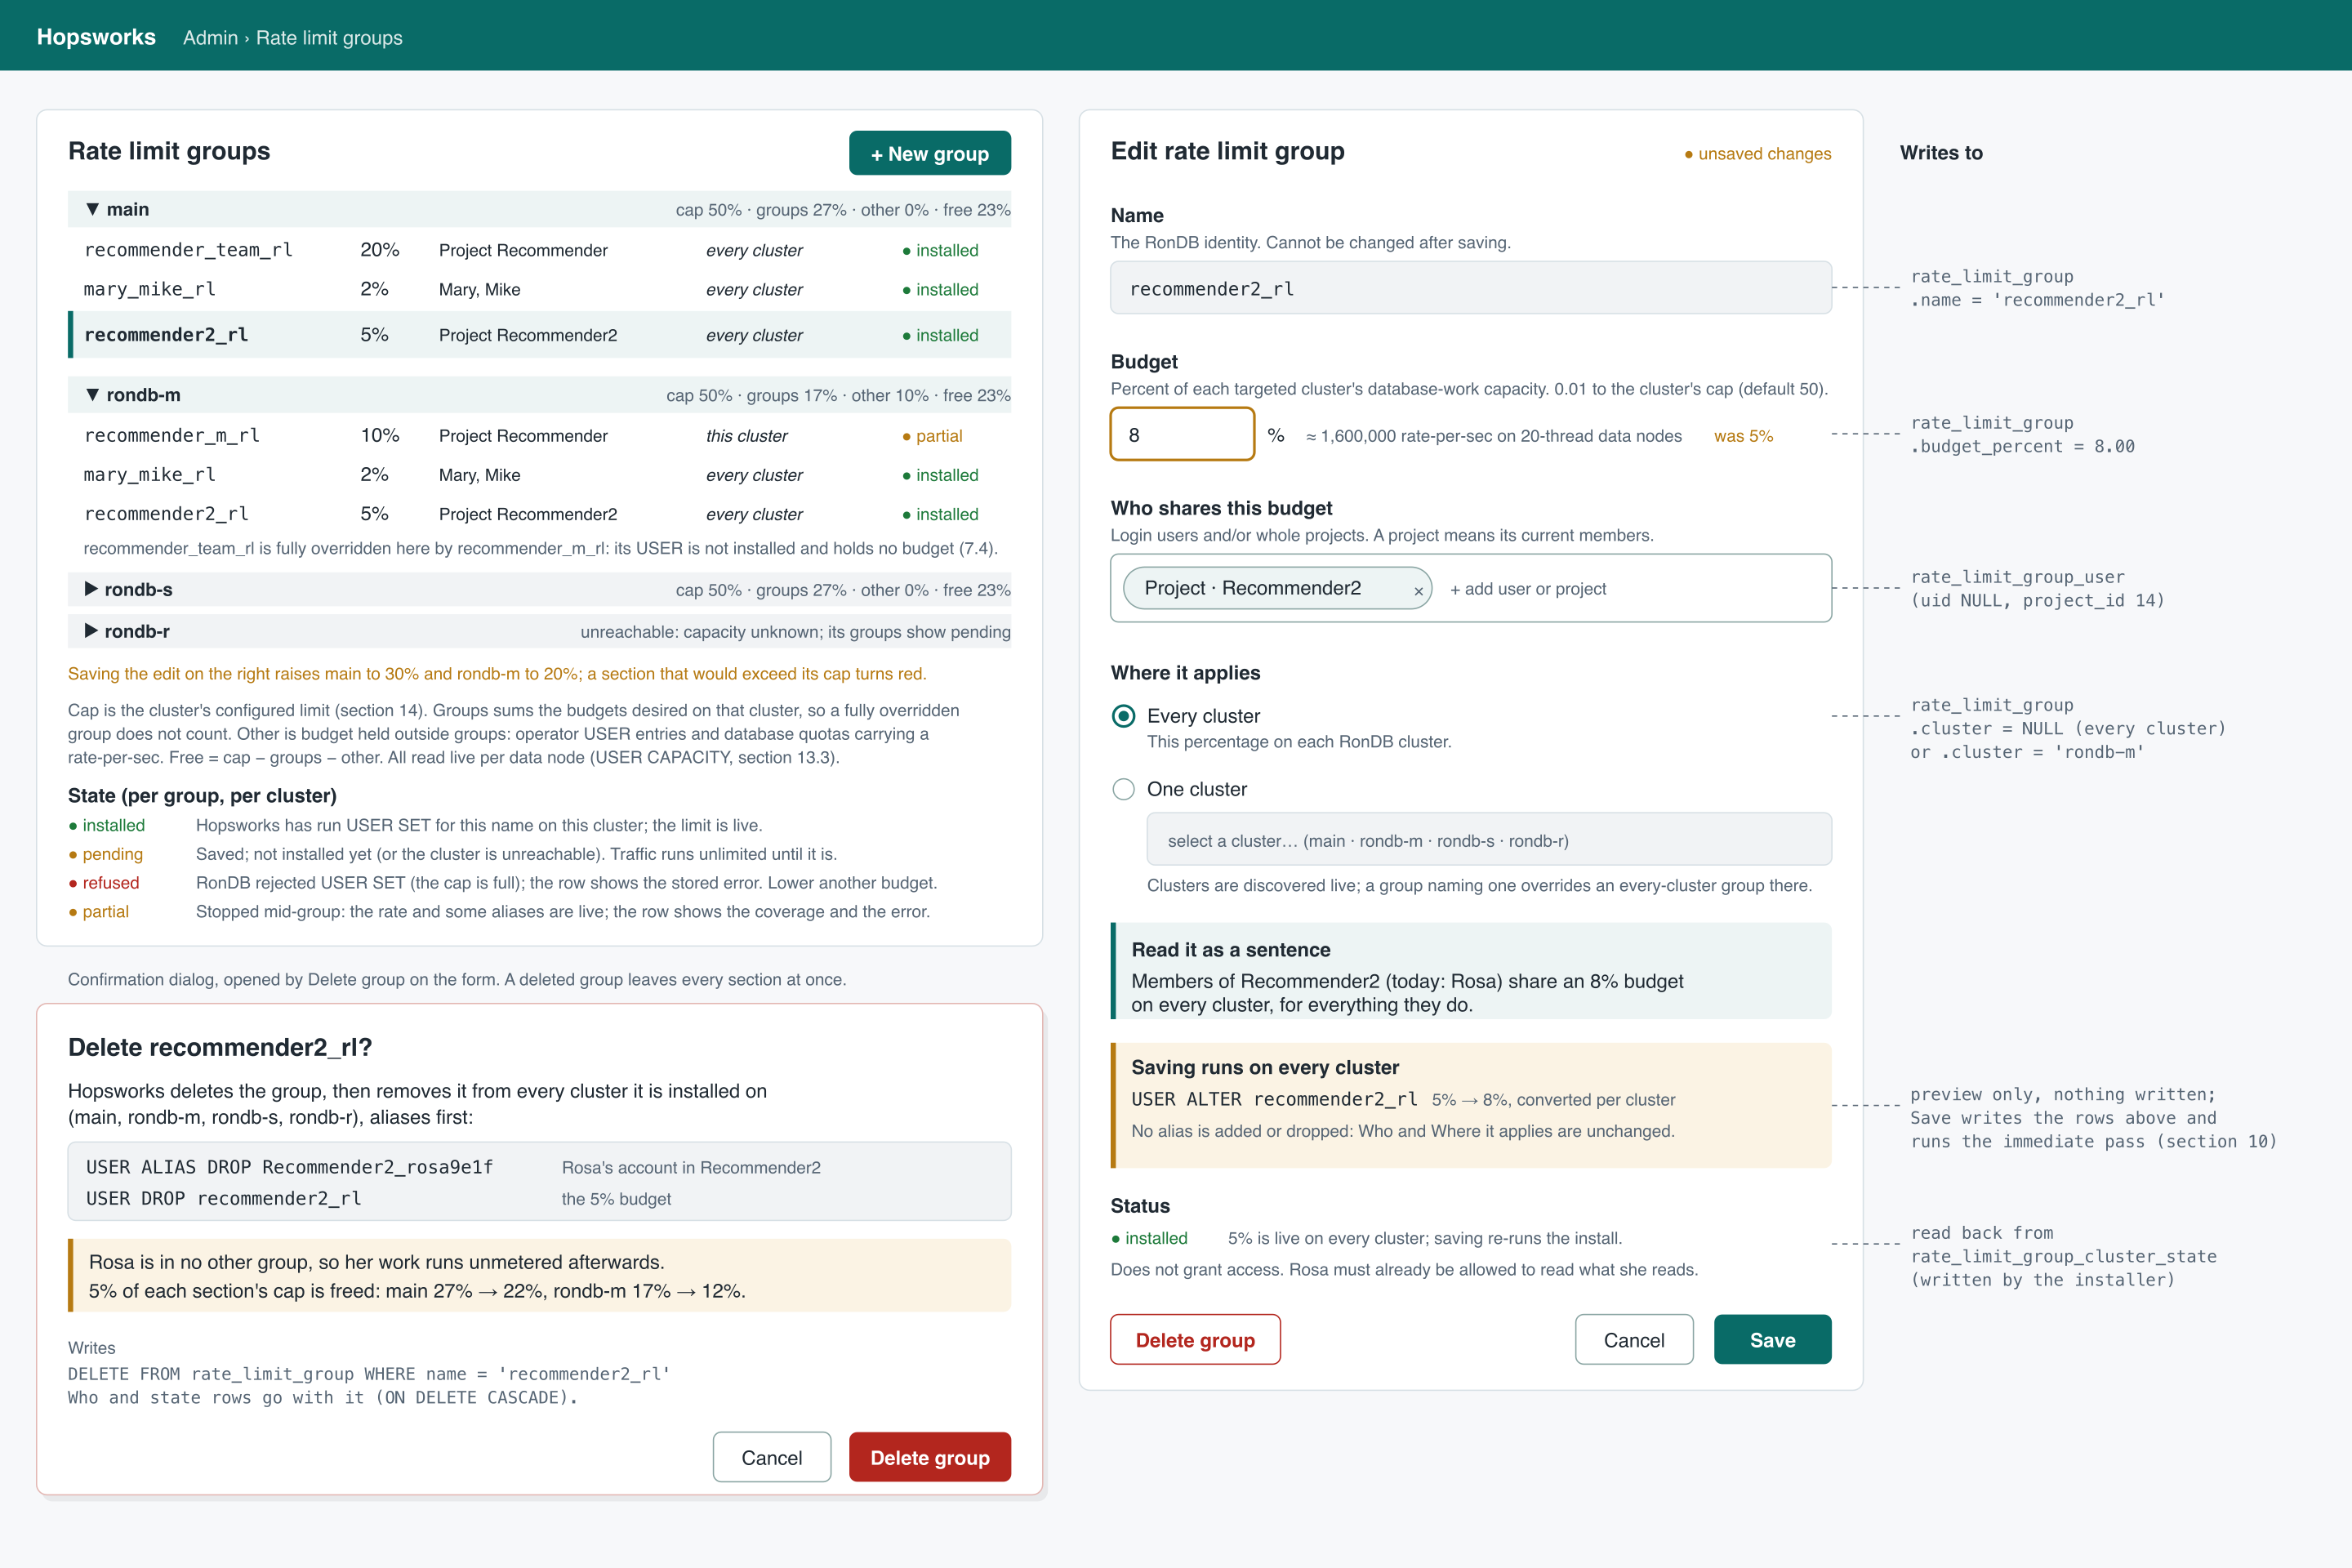 Hopsworks Admin › Rate limit groups
Rate limit groups
+ New group
▼ main cap 50% · groups 27% · other 0% · free 23%
recommender_team_rl 20% Project Recommender every cluster ● installed
mary_mike_rl 2% Mary, Mike every cluster ● installed
recommender2_rl 5% Project Recommender2 every cluster ● installed
▼ rondb-m cap 50% · groups 17% · other 10% · free 23%
recommender_m_rl 10% Project Recommender this cluster ● partial
mary_mike_rl 2% Mary, Mike every cluster ● installed
recommender2_rl 5% Project Recommender2 every cluster ● installed
recommender_team_rl is fully overridden here by recommender_m_rl: its USER is not installed and holds no budget (7.4).
▶ rondb-s cap 50% · groups 27% · other 0% · free 23%
▶ rondb-r unreachable: capacity unknown; its groups show pending
Saving the edit on the right raises main to 30% and rondb-m to 20%; a section that would exceed its cap turns red.
Cap is the cluster's configured limit (section 14). Groups sums the budgets desired on that cluster, so a fully overridden
group does not count. Other is budget held outside groups: operator USER entries and database quotas carrying a
rate-per-sec. Free = cap − groups − other. All read live per data node (USER CAPACITY, section 13.3).
State (per group, per cluster)
● installed Hopsworks has run USER SET for this name on this cluster; the limit is live.
● pending Saved; not installed yet (or the cluster is unreachable). Traffic runs unlimited until it is.
● refused RonDB rejected USER SET (the cap is full); the row shows the stored error. Lower another budget.
● partial Stopped mid-group: the rate and some aliases are live; the row shows the coverage and the error.
Confirmation dialog, opened by Delete group on the form. A deleted group leaves every section at once.
Delete recommender2_rl?
Hopsworks deletes the group, then removes it from every cluster it is installed on
(main, rondb-m, rondb-s, rondb-r), aliases first:
USER ALIAS DROP Recommender2_rosa9e1f Rosa's account in Recommender2
USER DROP recommender2_rl the 5% budget
Rosa is in no other group, so her work runs unmetered afterwards.
5% of each section's cap is freed: main 27% → 22%, rondb-m 17% → 12%.
Writes
DELETE FROM rate_limit_group WHERE name = 'recommender2_rl'
Who and state rows go with it (ON DELETE CASCADE).
Cancel Delete group
Edit rate limit group ● unsaved changes
Name
The RonDB identity. Cannot be changed after saving.
recommender2_rl
Budget
Percent of each targeted cluster's database-work capacity. 0.01 to the cluster's cap (default 50).
8 % ≈ 1,600,000 rate-per-sec on 20-thread data nodes was 5%
Who shares this budget
Login users and/or whole projects. A project means its current members.
Project · Recommender2 × + add user or project
Where it applies
Every cluster
This percentage on each RonDB cluster.
One cluster
select a cluster… (main · rondb-m · rondb-s · rondb-r)
Clusters are discovered live; a group naming one overrides an every-cluster group there.
Read it as a sentence
Members of Recommender2 (today: Rosa) share an 8% budget
on every cluster, for everything they do.
Saving runs on every cluster
USER ALTER recommender2_rl 5% → 8%, converted per cluster
No alias is added or dropped: Who and Where it applies are unchanged.
Status
● installed 5% is live on every cluster; saving re-runs the install.
Does not grant access. Rosa must already be allowed to read what she reads.
Delete group Cancel Save
Writes to
rate_limit_group
.name = 'recommender2_rl'
rate_limit_group
.budget_percent = 8.00
rate_limit_group_user
(uid NULL, project_id 14)
rate_limit_group
.cluster = NULL (every cluster)
or .cluster = 'rondb-m'
preview only, nothing written;
Save writes the rows above and
runs the immediate pass (section 10)
read back from
rate_limit_group_cluster_state
(written by the installer)